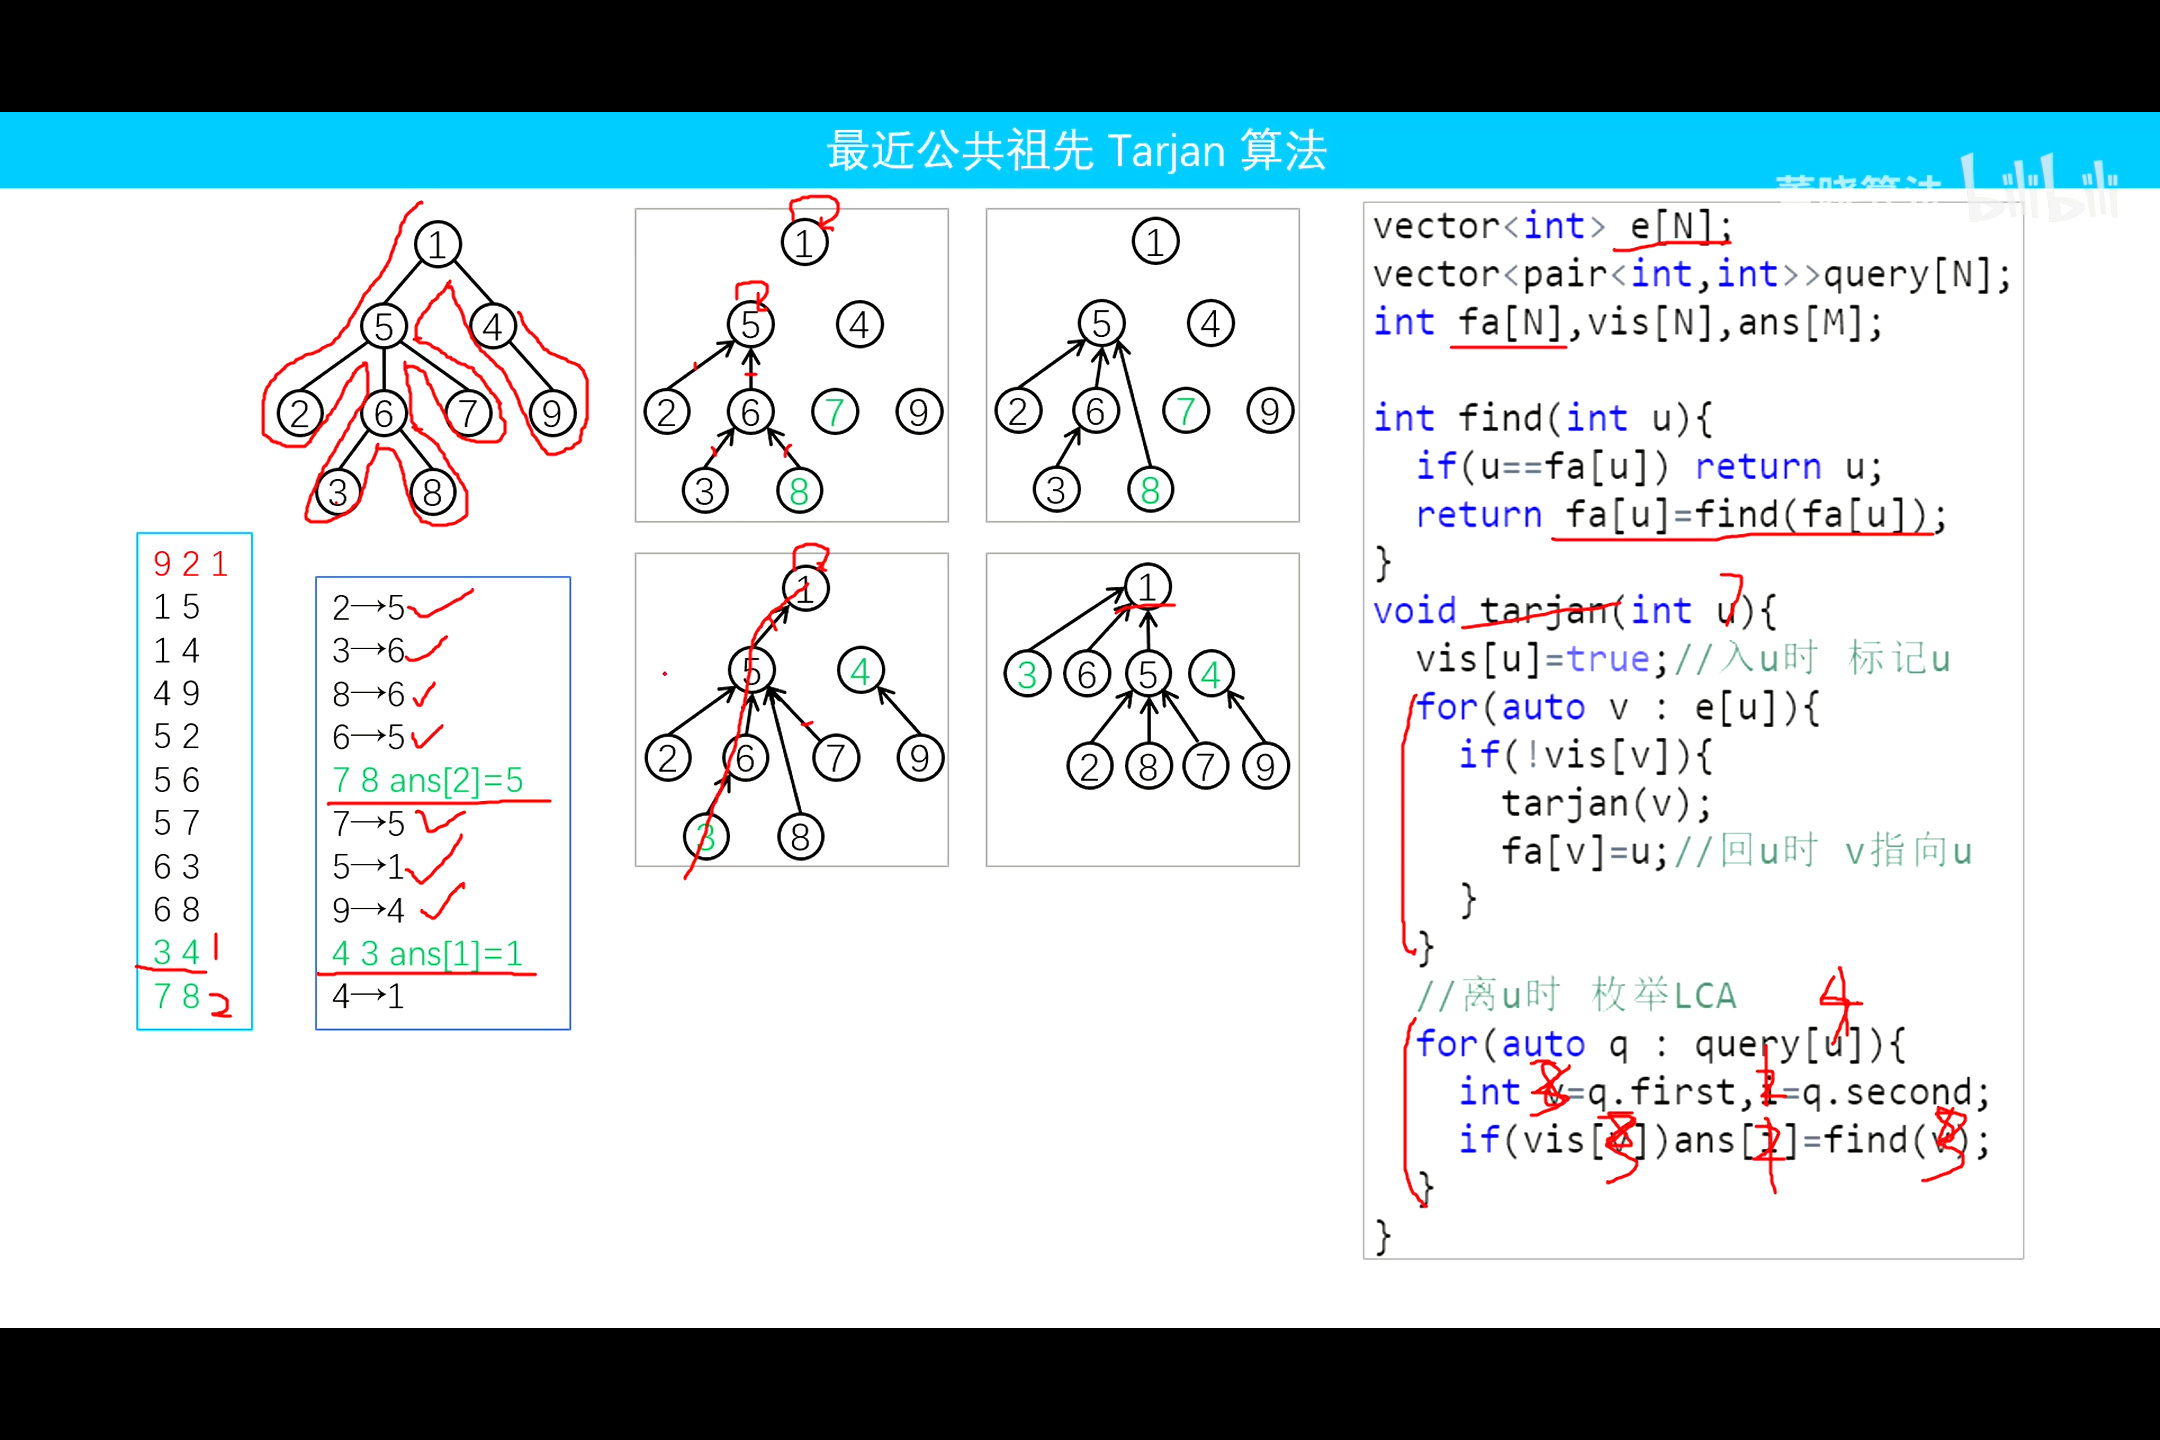 最近公共祖先 Tarjan 算法
董晓算法 bilibili
1
5 4
2 6 7 9
3 8
9 2 1
1 5
1 4
4 9
5 2
5 6
5 7
6 3
6 8
3 4 1
7 8 2
2→5
3→6
8→6
6→5
7 8 ans[2]=5
7→5
5→1
9→4
4 3 ans[1]=1
4→1
1
5 4
2 6 7 9
3 8
1
5 4
2 6 7 9
3 8
1
5 4
2 6 7 9
3 8
1
3 6 5 4
2 8 7 9
vector<int> e[N];
vector<pair<int,int>>query[N];
int fa[N],vis[N],ans[M];
int find(int u){
if(u==fa[u]) return u;
return fa[u]=find(fa[u]);
}
7
void tarjan(int u){
vis[u]=true;//入u时 标记u
for(auto v : e[u]){
if(!vis[v]){
tarjan(v);
fa[v]=u;//回u时 v指向u
}
}
//离u时 枚举LCA
4
for(auto q : query[u]){
int v=q.first,i=q.second;
if(vis[v])ans[i]=find(v);
}
}